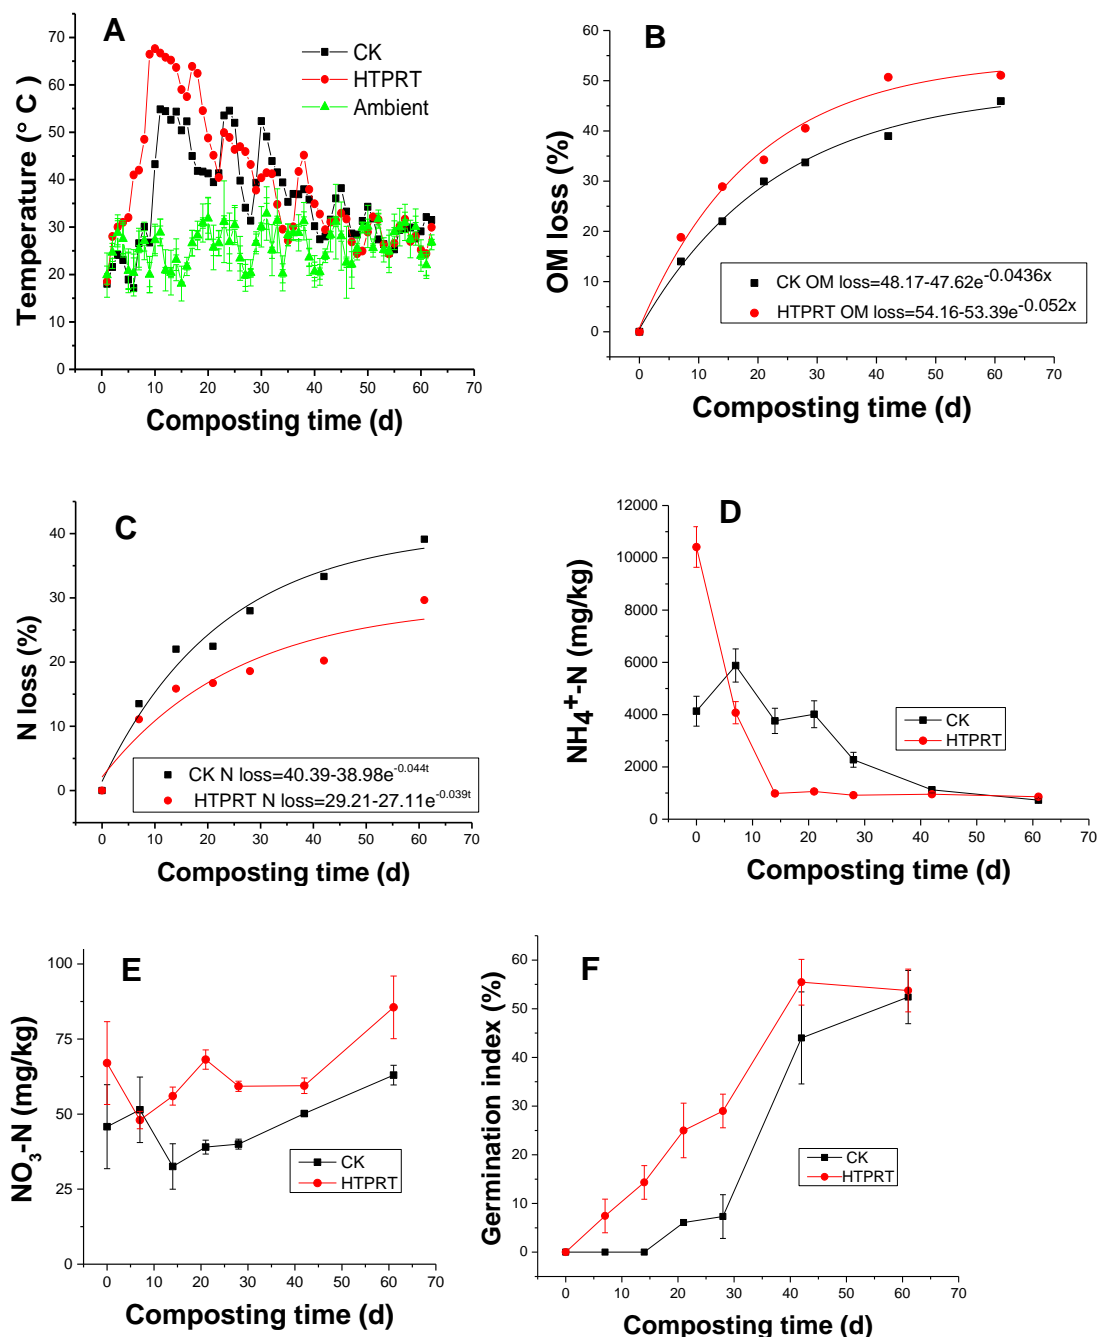 A
CK
HTPRT
Ambient
Temperature (° C)
70
60
50
40
30
20
10
0
0 10 20 30 40 50 60 70
Composting time (d)
B
OM loss (%)
60
50
40
30
20
10
0
CK OM loss=48.17-47.62e^-0.0436x
HTPRT OM loss=54.16-53.39e^-0.052x
0 10 20 30 40 50 60 70
Composting time (d)
C
N loss (%)
40
30
20
10
0
CK N loss=40.39-38.98e^-0.044t
HTPRT N loss=29.21-27.11e^-0.039t
0 10 20 30 40 50 60 70
Composting time (d)
D
NH4+-N (mg/kg)
12000
10000
8000
6000
4000
2000
0
CK
HTPRT
0 10 20 30 40 50 60 70
Composting time (d)
E
NO3-N (mg/kg)
100
75
50
25
0
CK
HTPRT
0 10 20 30 40 50 60 70
Composting time (d)
F
Germination index (%)
60
50
40
30
20
10
0
CK
HTPRT
0 10 20 30 40 50 60 70
Composting time (d)